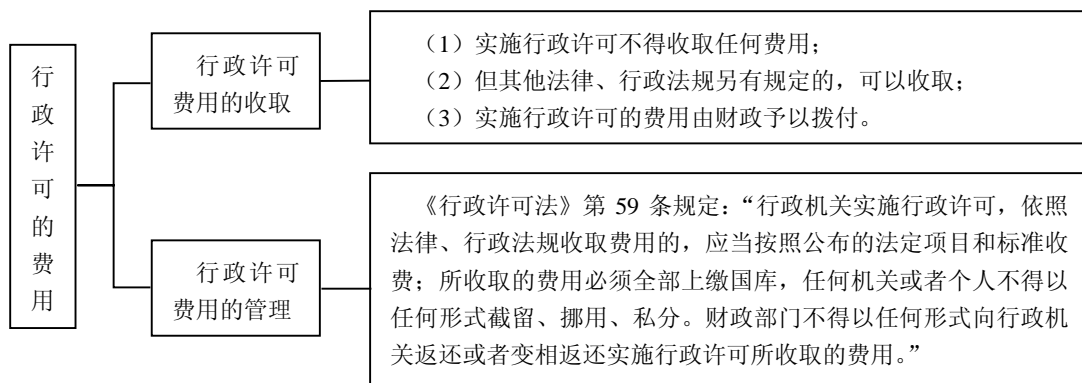 行政许可的费用
行政许可
费用的收取
（1）实施行政许可不得收取任何费用；
（2）但其他法律、行政法规另有规定的，可以收取；
（3）实施行政许可的费用由财政予以拨付。
行政许可
费用的管理
《行政许可法》第 59 条规定：“行政机关实施行政许可，依照
法律、行政法规收取费用的，应当按照公布的法定项目和标准收
费；所收取的费用必须全部上缴国库，任何机关或者个人不得以
任何形式截留、挪用、私分。财政部门不得以任何形式向行政机
关返还或者变相返还实施行政许可所收取的费用。”